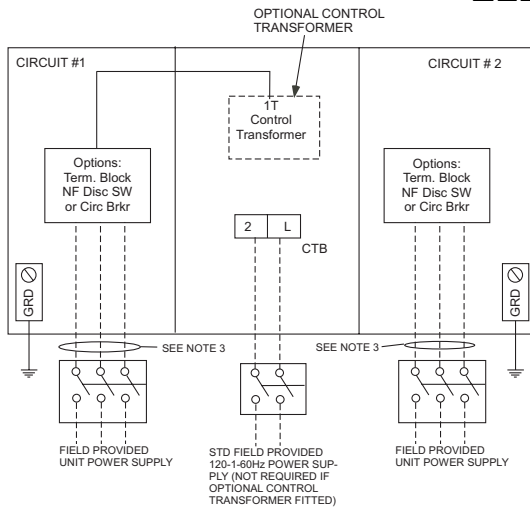 OPTIONAL CONTROL
TRANSFORMER
CIRCUIT #1
CIRCUIT # 2
1T
Control
Transformer
Options:
Term. Block
NF Disc SW
or Circ Brkr
Options:
Term. Block
NF Disc SW
or Circ Brkr
2 L
CTB
GRD
GRD
SEE NOTE 3
SEE NOTE 3
FIELD PROVIDED
UNIT POWER SUPPLY
STD FIELD PROVIDED
120-1-60Hz POWER SUP-
PLY (NOT REQUIRED IF
OPTIONAL CONTROL
TRANSFORMER FITTED)
FIELD PROVIDED
UNIT POWER SUPPLY